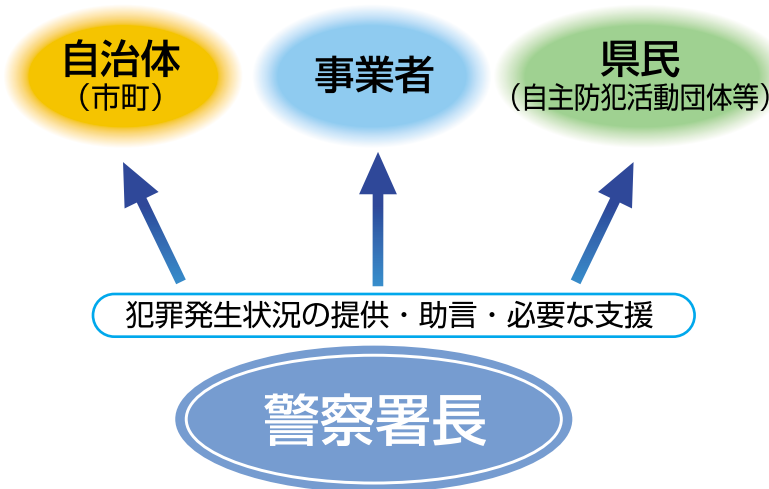 自治体
（市町）
事業者
県民
（自主防犯活動団体等）
犯罪発生状況の提供・助言・必要な支援
警察署長